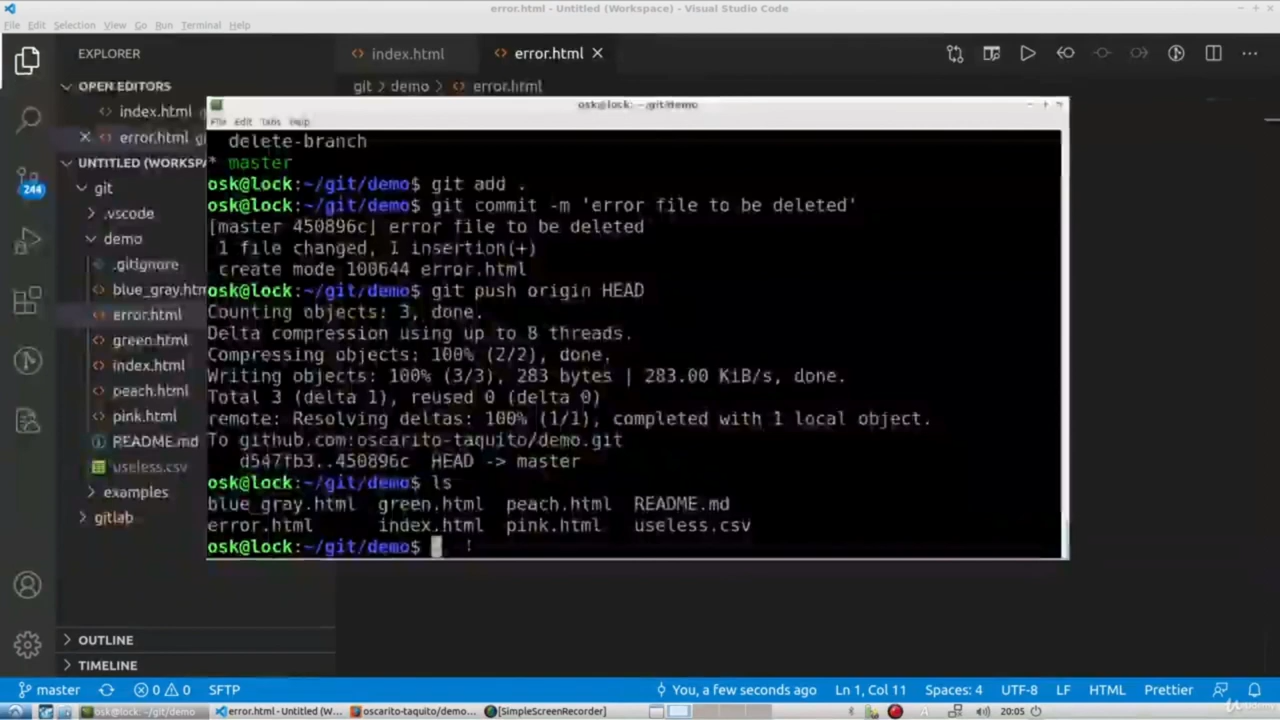 error.html - Untitled (Workspace) - Visual Studio Code
File Edit Selection View Go Run Terminal Help
EXPLORER
index.html
error.html
OPEN EDITORS
git > demo > error.html
index.html g
error.html gi
UNTITLED (WORKSPA
git
.vscode
demo
.gitignore
blue_gray.htm
error.html
green.html
index.html
peach.html
pink.html
README.md
useless.csv
examples
gitlab
OUTLINE
TIMELINE
244
osk@lock: ~/git/demo
File Edit Tabs Help
delete-branch
* master
osk@lock:~/git/demo$ git add .
osk@lock:~/git/demo$ git commit -m 'error file to be deleted'
[master 450896c] error file to be deleted
1 file changed, 1 insertion(+)
create mode 100644 error.html
osk@lock:~/git/demo$ git push origin HEAD
Counting objects: 3, done.
Delta compression using up to 8 threads.
Compressing objects: 100% (2/2), done.
Writing objects: 100% (3/3), 283 bytes | 283.00 KiB/s, done.
Total 3 (delta 1), reused 0 (delta 0)
remote: Resolving deltas: 100% (1/1), completed with 1 local object.
To github.com:oscarito-taquito/demo.git
d547fb3..450896c HEAD -> master
osk@lock:~/git/demo$ ls
blue_gray.html green.html peach.html README.md
error.html index.html pink.html useless.csv
osk@lock:~/git/demo$
master 0 0 SFTP You, a few seconds ago Ln 1, Col 11 Spaces: 4 UTF-8 LF HTML Prettier
osk@lock: ~/git/demo error.html - Untitled (W... oscarito-taquito/demo... [SimpleScreenRecorder] 20:05
Udemy